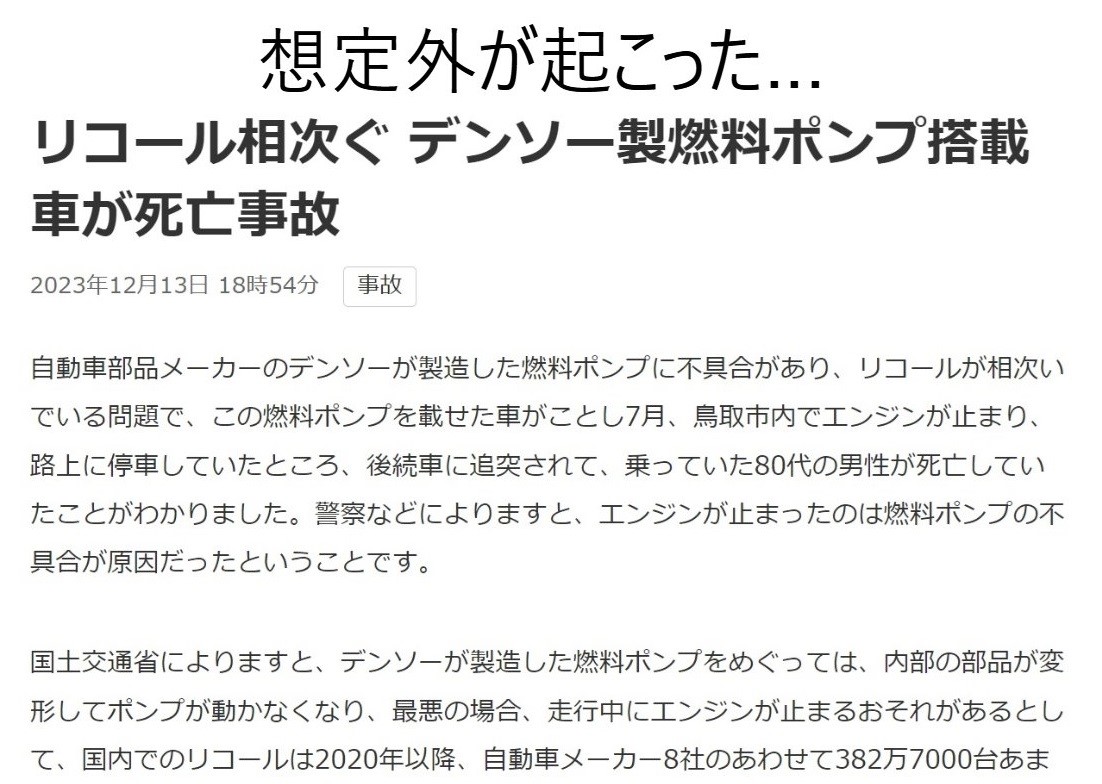 想定外が起こった...
リコール相次ぐ デンソー製燃料ポンプ搭載
車が死亡事故
2023年12月13日 18時54分 事故
自動車部品メーカーのデンソーが製造した燃料ポンプに不具合があり、リコールが相次い
でいる問題で、この燃料ポンプを載せた車がことし7月、鳥取市内でエンジンが止まり、
路上に停車していたところ、後続車に追突されて、乗っていた80代の男性が死亡してい
たことがわかりました。警察などによりますと、エンジンが止まったのは燃料ポンプの不
具合が原因だったということです。
国土交通省によりますと、デンソーが製造した燃料ポンプをめぐっては、内部の部品が変
形してポンプが動かなくなり、最悪の場合、走行中にエンジンが止まるおそれがあるとし
て、国内でのリコールは2020年以降、自動車メーカー8社のあわせて382万7000台あま